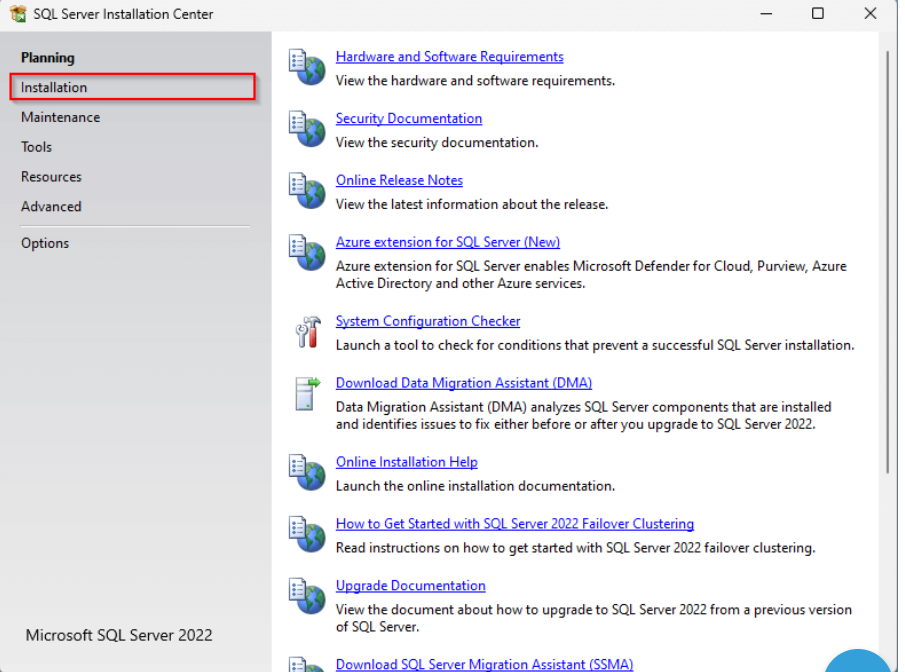 SQL Server Installation Center
Planning
Installation
Maintenance
Tools
Resources
Advanced
Options
Microsoft SQL Server 2022
Hardware and Software Requirements
View the hardware and software requirements.
Security Documentation
View the security documentation.
Online Release Notes
View the latest information about the release.
Azure extension for SQL Server (New)
Azure extension for SQL Server enables Microsoft Defender for Cloud, Purview, Azure
Active Directory and other Azure services.
System Configuration Checker
Launch a tool to check for conditions that prevent a successful SQL Server installation.
Download Data Migration Assistant (DMA)
Data Migration Assistant (DMA) analyzes SQL Server components that are installed
and identifies issues to fix either before or after you upgrade to SQL Server 2022.
Online Installation Help
Launch the online installation documentation.
How to Get Started with SQL Server 2022 Failover Clustering
Read instructions on how to get started with SQL Server 2022 failover clustering.
Upgrade Documentation
View the document about how to upgrade to SQL Server 2022 from a previous version
of SQL Server.
Download SQL Server Migration Assistant (SSMA)